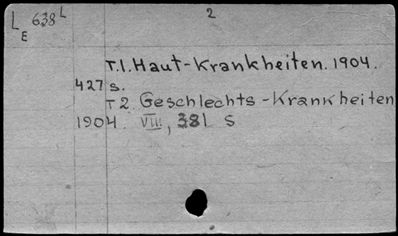 L 638 L
E
2
T.1. Haut-Krankheiten. 1904.
427 s.
T 2. Geschlechts-Krankheiten
1904. VIII, 381 S